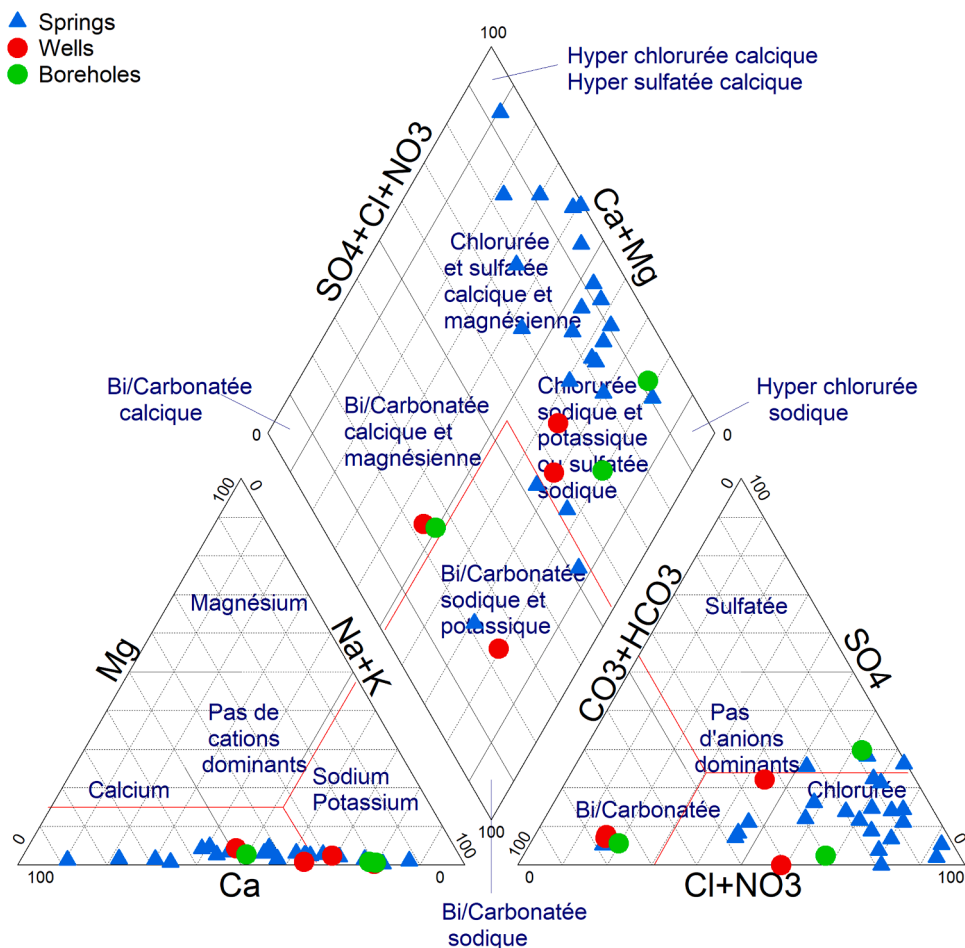 Springs
Wells
Boreholes
100
Hyper chlorurée calcique
Hyper sulfatée calcique
SO4+Cl+NO3
Ca+Mg
Chlorurée
et sulfatée
calcique et
magnésienne
Bi/Carbonatée
calcique
Hyper chlorurée
sodique
Bi/Carbonatée
calcique et
magnésienne
Chlorurée
sodique et
potassique
ou sulfatée
sodique
0
0
100
0
0
100
Bi/Carbonatée
sodique et
potassique
Magnésium
Sulfatée
Mg
Na+K
CO3+HCO3
SO4
Pas de
cations
dominants
Pas
d'anions
dominants
Calcium
Sodium
Potassium
Bi/Carbonatée
Chlorurée
0
100
100
100
0
100
Ca
0
0
Cl+NO3
100
Bi/Carbonatée
sodique